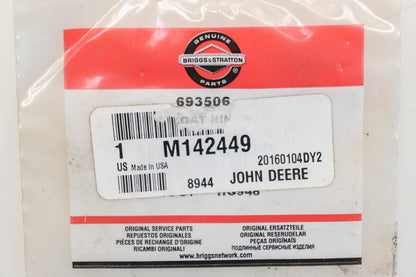 GENUINE
BRIGGS & STRATTON
PARTS
693506
1 M142449
US Made in USA 20160104DY2
8944 JOHN DEERE
ORIGINAL SERVICE PARTS
REPUESTOS ORIGINALES
PIÈCES DE RECHANGE D'ORIGINE
RICAMBI ORIGINALI
ORIGINAL ERSATZTEILE
ORIGINAL RESERUDELAR
PEÇAS ORIGINAIS
ПОДЛИННЫЕ СЕРВИСНЫЕ ИЗДЕЛИЯ
www.briggsnetwork.com